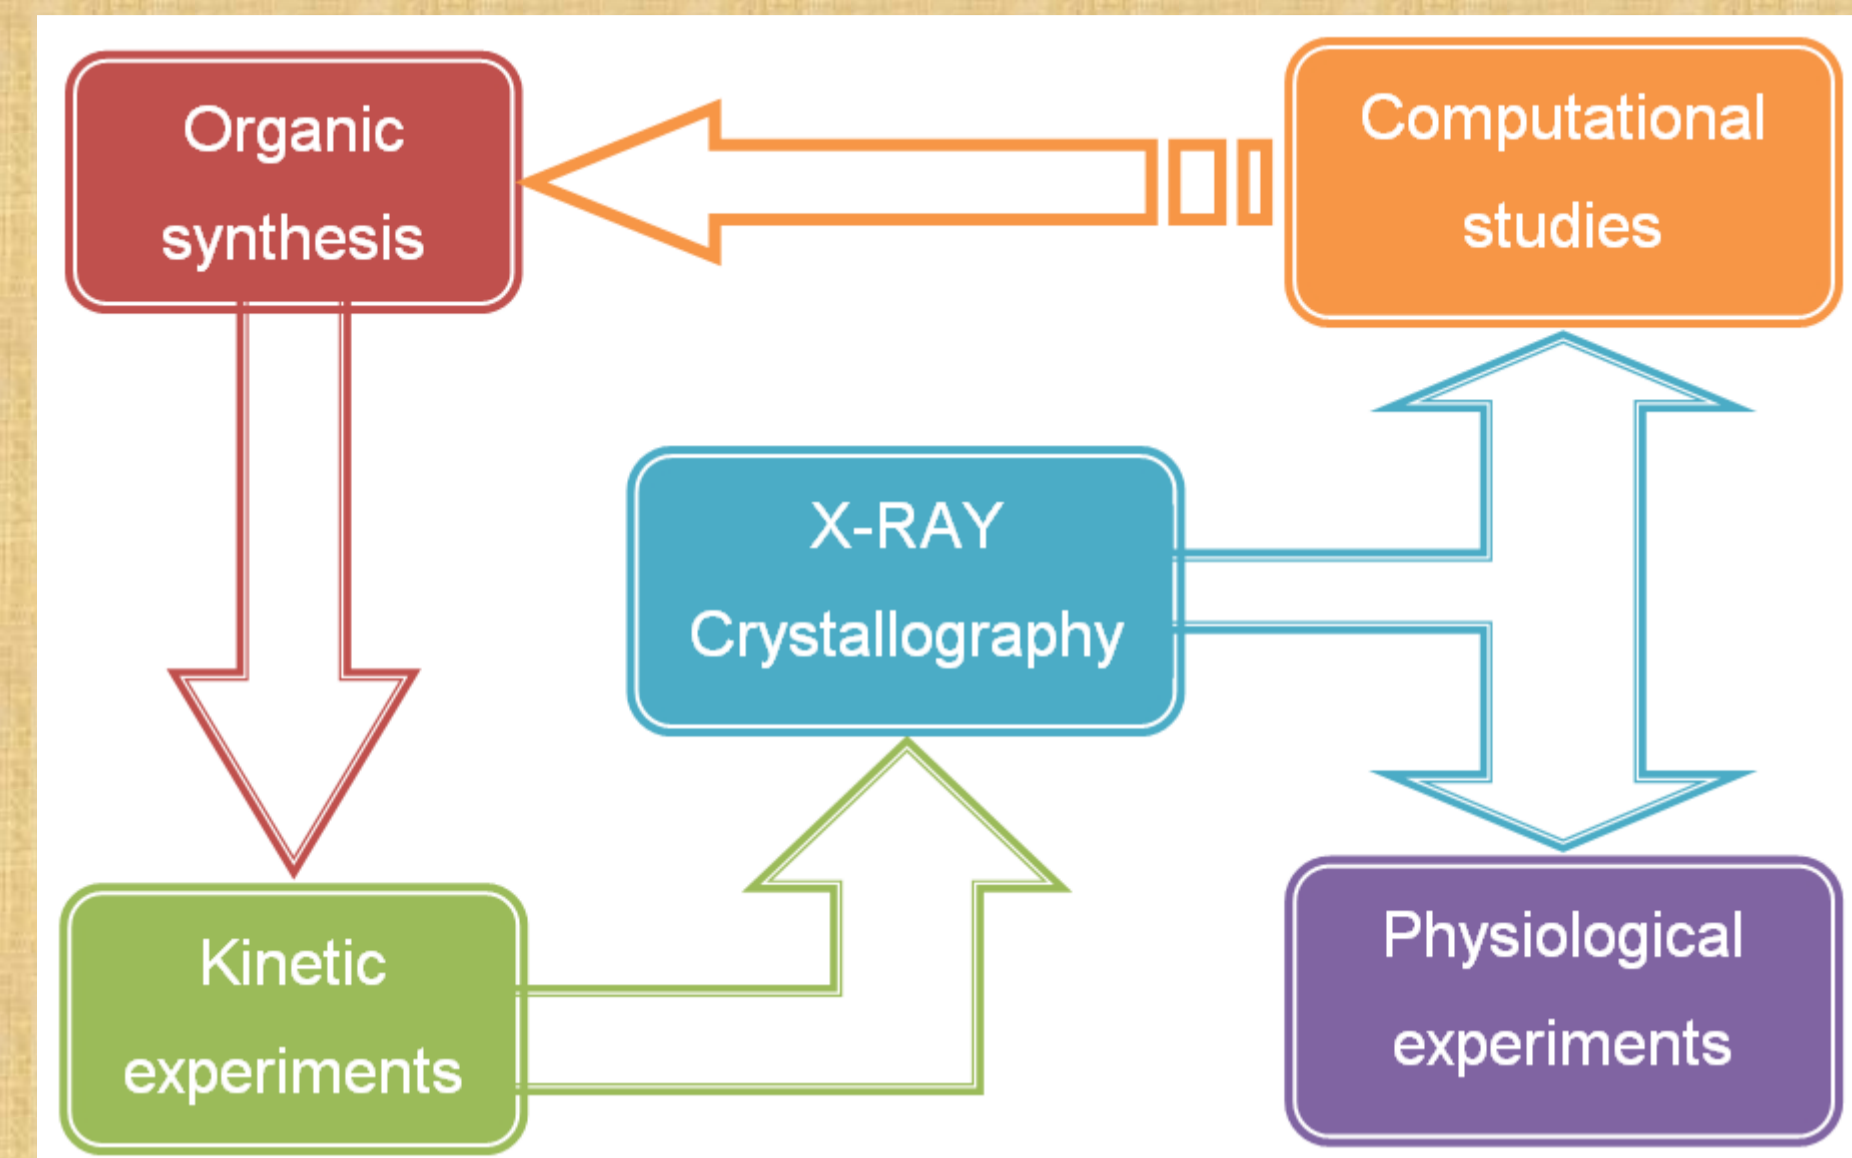 Organic
synthesis
Computational
studies
X-RAY
Crystallography
Kinetic
experiments
Physiological
experiments